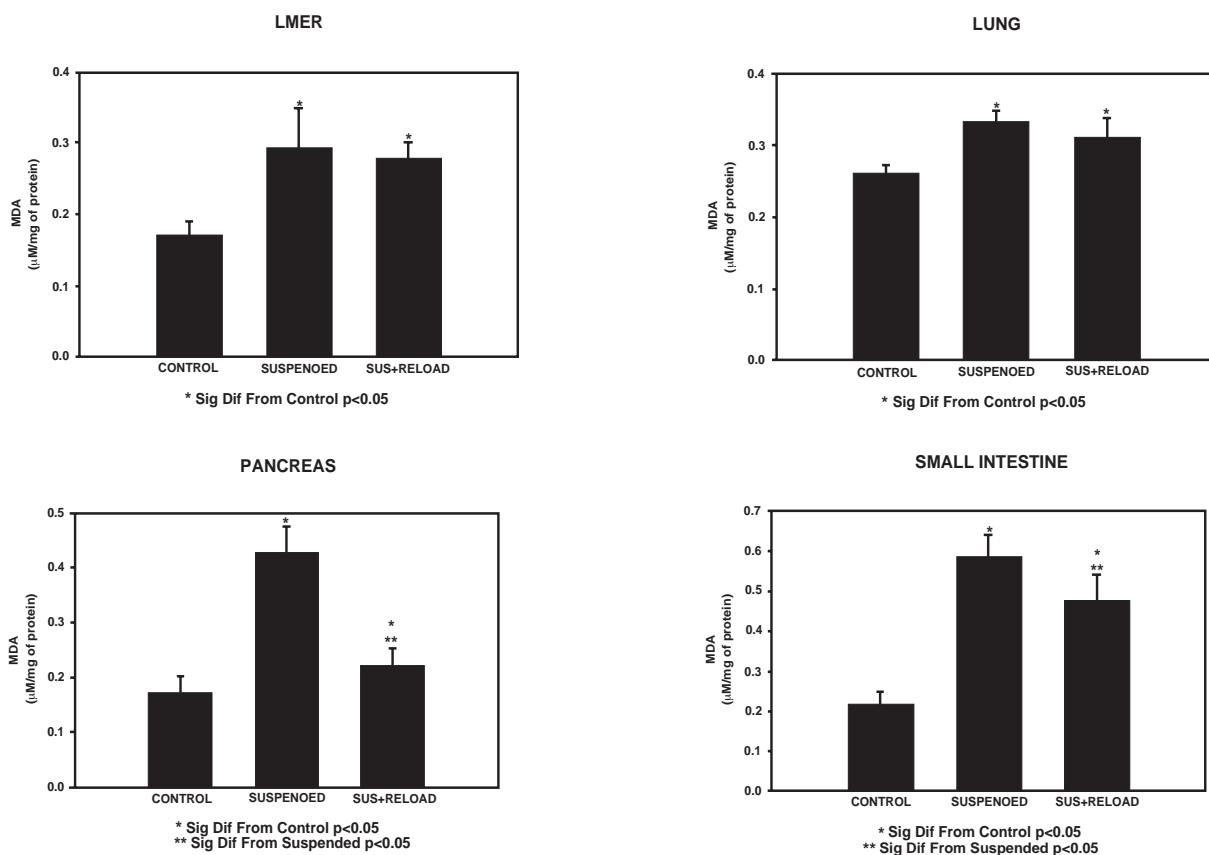 LMER
0.4
0.3
0.2
0.1
0.0
MDA
(μM/mg of protein)
*
*
CONTROL SUSPENOED SUS+RELOAD
* Sig Dif From Control p<0.05
LUNG
0.4
0.3
0.2
0.1
0.0
MDA
(μM/mg of protein)
*
*
CONTROL SUSPENOED SUS+RELOAD
* Sig Dif From Control p<0.05
PANCREAS
0.5
0.4
0.3
0.2
0.1
0.0
MDA
(μM/mg of protein)
*
*
**
CONTROL SUSPENOED SUS+RELOAD
* Sig Dif From Control p<0.05
** Sig Dif From Suspended p<0.05
SMALL INTESTINE
0.7
0.6
0.5
0.4
0.3
0.2
0.1
0.0
MDA
(μM/mg of protein)
*
*
**
CONTROL SUSPENOED SUS+RELOAD
* Sig Dif From Control p<0.05
** Sig Dif From Suspended p<0.05